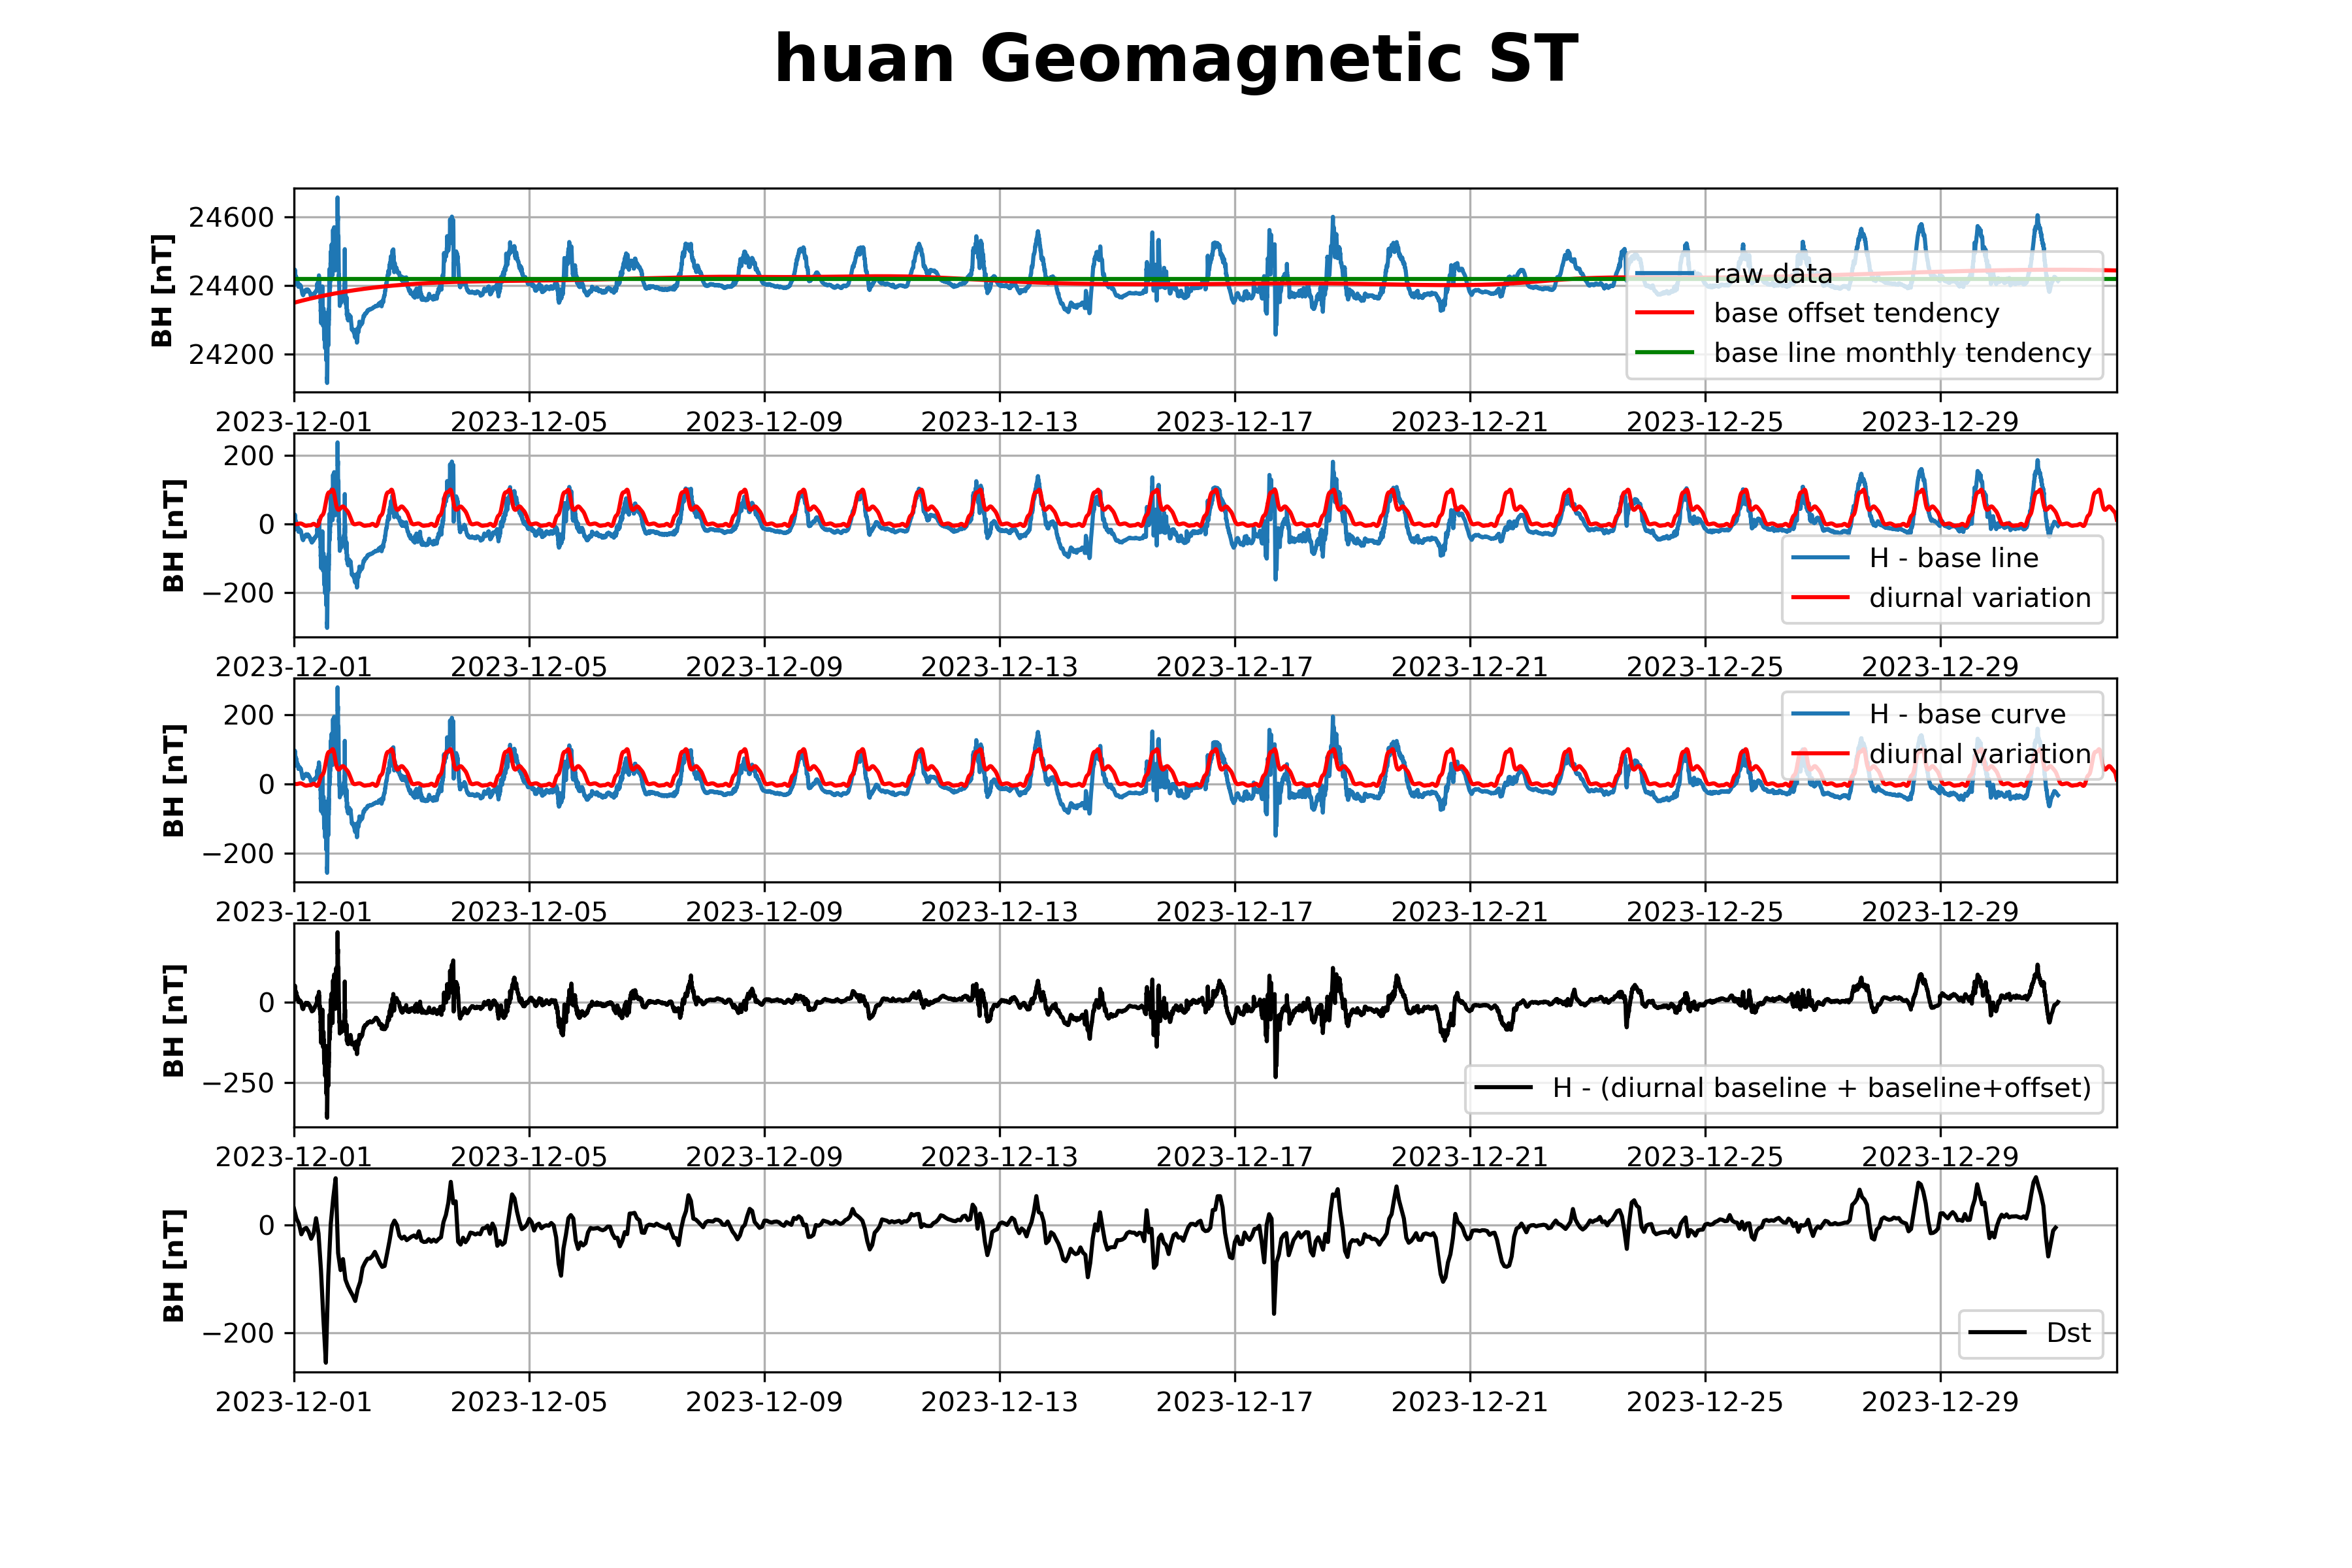 huan Geomagnetic ST
BH [nT]
24600
24400
24200
raw data
base offset tendency
base line monthly tendency
2023-12-01 2023-12-05 2023-12-09 2023-12-13 2023-12-17 2023-12-21 2023-12-25 2023-12-29
BH [nT]
200
0
−200
H - base line
diurnal variation
2023-12-01 2023-12-05 2023-12-09 2023-12-13 2023-12-17 2023-12-21 2023-12-25 2023-12-29
BH [nT]
200
0
−200
H - base curve
diurnal variation
2023-12-01 2023-12-05 2023-12-09 2023-12-13 2023-12-17 2023-12-21 2023-12-25 2023-12-29
BH [nT]
0
−250
H - (diurnal baseline + baseline+offset)
2023-12-01 2023-12-05 2023-12-09 2023-12-13 2023-12-17 2023-12-21 2023-12-25 2023-12-29
BH [nT]
0
−200
Dst
2023-12-01 2023-12-05 2023-12-09 2023-12-13 2023-12-17 2023-12-21 2023-12-25 2023-12-29